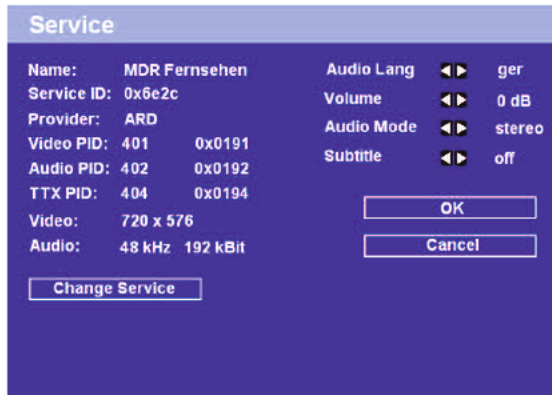 Service
Name: MDR Fernsehen
Service ID: 0x6e2c
Provider: ARD
Video PID: 401 0x0191
Audio PID: 402 0x0192
TTX PID: 404 0x0194
Video: 720 x 576
Audio: 48 kHz 192 kBit
Change Service
Audio Lang ger
Volume 0 dB
Audio Mode stereo
Subtitle off
OK
Cancel